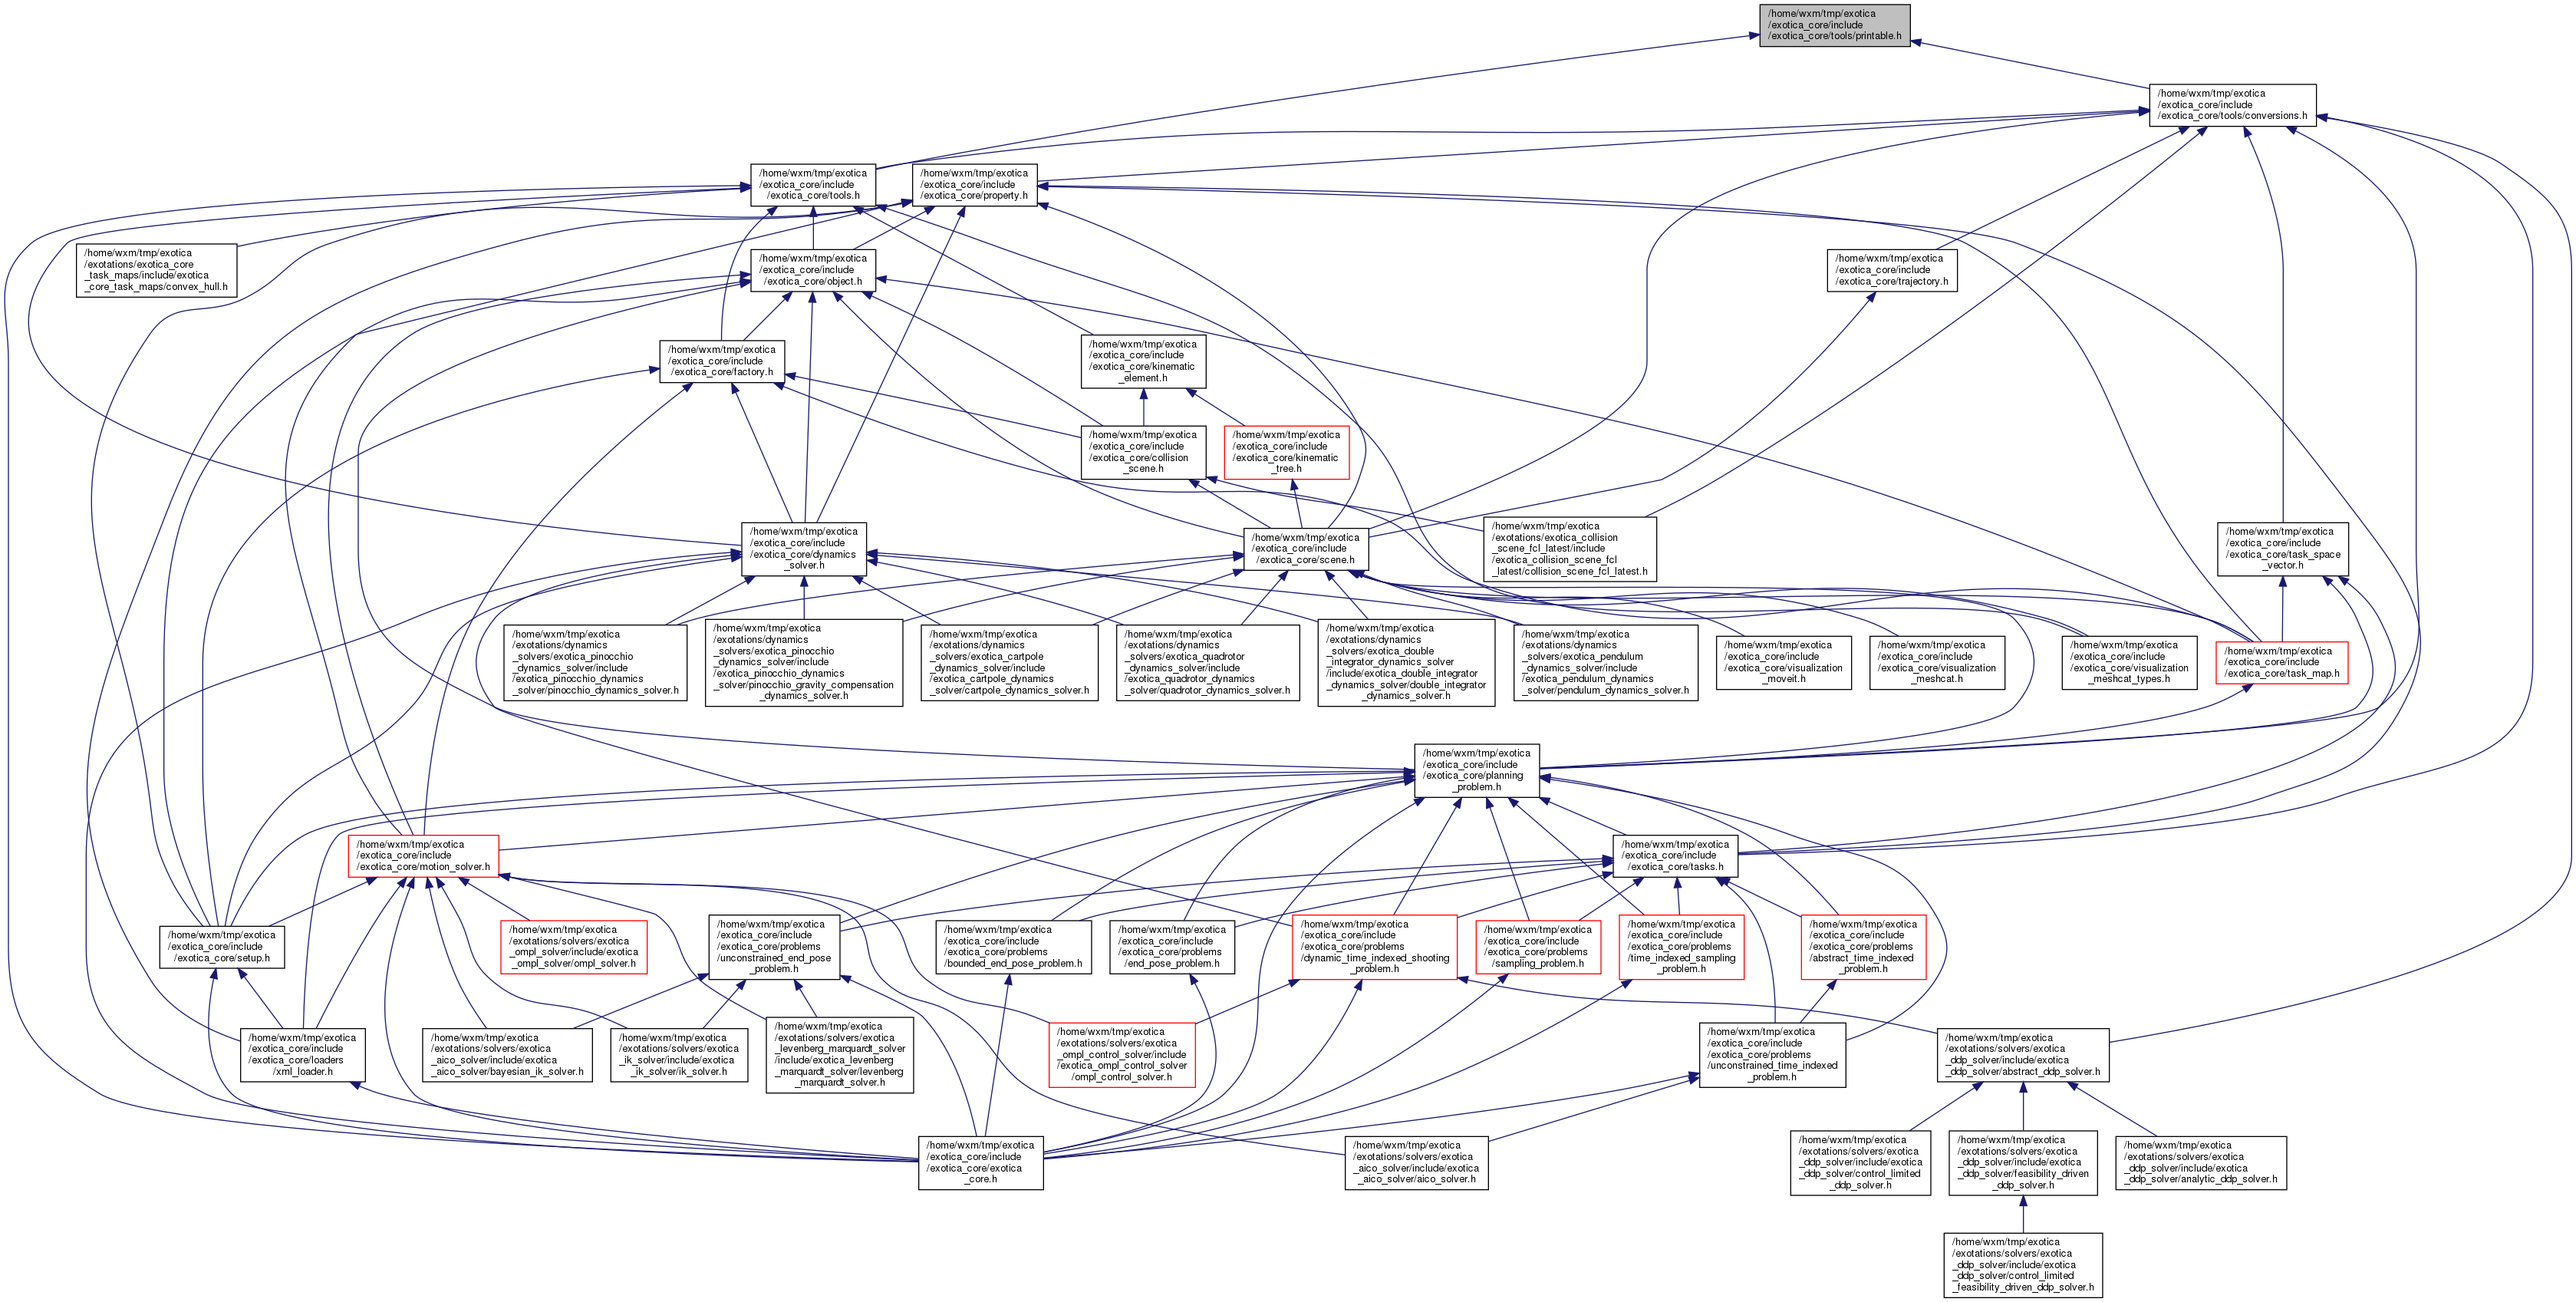 /home/wxm/tmp/exotica
/exotica_core/include
/exotica_core/tools/printable.h
/home/wxm/tmp/exotica
/exotica_core/include
/exotica_core/tools/conversions.h
/home/wxm/tmp/exotica
/exotica_core/include
/exotica_core/tools.h
/home/wxm/tmp/exotica
/exotica_core/include
/exotica_core/property.h
/home/wxm/tmp/exotica
/exotations/exotica_core
_task_maps/include/exotica
_core_task_maps/convex_hull.h
/home/wxm/tmp/exotica
/exotica_core/include
/exotica_core/object.h
/home/wxm/tmp/exotica
/exotica_core/include
/exotica_core/trajectory.h
/home/wxm/tmp/exotica
/exotica_core/include
/exotica_core/factory.h
/home/wxm/tmp/exotica
/exotica_core/include
/exotica_core/kinematic
_element.h
/home/wxm/tmp/exotica
/exotica_core/include
/exotica_core/collision
_scene.h
/home/wxm/tmp/exotica
/exotica_core/include
/exotica_core/kinematic
_tree.h
/home/wxm/tmp/exotica
/exotica_core/include
/exotica_core/dynamics
_solver.h
/home/wxm/tmp/exotica
/exotica_core/include
/exotica_core/scene.h
/home/wxm/tmp/exotica
/exotations/exotica_collision
_scene_fcl_latest/include
/exotica_collision_scene_fcl
_latest/collision_scene_fcl_latest.h
/home/wxm/tmp/exotica
/exotica_core/include
/exotica_core/task_space
_vector.h
/home/wxm/tmp/exotica
/exotations/dynamics
_solvers/exotica_pinocchio
_dynamics_solver/include
/exotica_pinocchio_dynamics
_solver/pinocchio_dynamics_solver.h
/home/wxm/tmp/exotica
/exotations/dynamics
_solvers/exotica_pinocchio
_dynamics_solver/include
/exotica_pinocchio_dynamics
_solver/pinocchio_gravity_compensation
_dynamics_solver.h
/home/wxm/tmp/exotica
/exotations/dynamics
_solvers/exotica_cartpole
_dynamics_solver/include
/exotica_cartpole_dynamics
_solver/cartpole_dynamics_solver.h
/home/wxm/tmp/exotica
/exotations/dynamics
_solvers/exotica_quadrotor
_dynamics_solver/include
/exotica_quadrotor_dynamics
_solver/quadrotor_dynamics_solver.h
/home/wxm/tmp/exotica
/exotations/dynamics
_solvers/exotica_double
_integrator_dynamics_solver
/include/exotica_double_integrator
_dynamics_solver/double_integrator
_dynamics_solver.h
/home/wxm/tmp/exotica
/exotations/dynamics
_solvers/exotica_pendulum
_dynamics_solver/include
/exotica_pendulum_dynamics
_solver/pendulum_dynamics_solver.h
/home/wxm/tmp/exotica
/exotica_core/include
/exotica_core/visualization
_moveit.h
/home/wxm/tmp/exotica
/exotica_core/include
/exotica_core/visualization
_meshcat.h
/home/wxm/tmp/exotica
/exotica_core/include
/exotica_core/visualization
_meshcat_types.h
/home/wxm/tmp/exotica
/exotica_core/include
/exotica_core/task_map.h
/home/wxm/tmp/exotica
/exotica_core/include
/exotica_core/planning
_problem.h
/home/wxm/tmp/exotica
/exotica_core/include
/exotica_core/motion_solver.h
/home/wxm/tmp/exotica
/exotica_core/include
/exotica_core/tasks.h
/home/wxm/tmp/exotica
/exotica_core/include
/exotica_core/setup.h
/home/wxm/tmp/exotica
/exotations/solvers/exotica
_ompl_solver/include/exotica
_ompl_solver/ompl_solver.h
/home/wxm/tmp/exotica
/exotica_core/include
/exotica_core/problems
/unconstrained_end_pose
_problem.h
/home/wxm/tmp/exotica
/exotica_core/include
/exotica_core/problems
/bounded_end_pose_problem.h
/home/wxm/tmp/exotica
/exotica_core/include
/exotica_core/problems
/end_pose_problem.h
/home/wxm/tmp/exotica
/exotica_core/include
/exotica_core/problems
/dynamic_time_indexed_shooting
_problem.h
/home/wxm/tmp/exotica
/exotica_core/include
/exotica_core/problems
/sampling_problem.h
/home/wxm/tmp/exotica
/exotica_core/include
/exotica_core/problems
/time_indexed_sampling
_problem.h
/home/wxm/tmp/exotica
/exotica_core/include
/exotica_core/problems
/abstract_time_indexed
_problem.h
/home/wxm/tmp/exotica
/exotica_core/include
/exotica_core/loaders
/xml_loader.h
/home/wxm/tmp/exotica
/exotations/solvers/exotica
_aico_solver/include/exotica
_aico_solver/bayesian_ik_solver.h
/home/wxm/tmp/exotica
/exotations/solvers/exotica
_ik_solver/include/exotica
_ik_solver/ik_solver.h
/home/wxm/tmp/exotica
/exotations/solvers/exotica
_levenberg_marquardt_solver
/include/exotica_levenberg
_marquardt_solver/levenberg
_marquardt_solver.h
/home/wxm/tmp/exotica
/exotations/solvers/exotica
_ompl_control_solver/include
/exotica_ompl_control_solver
/ompl_control_solver.h
/home/wxm/tmp/exotica
/exotica_core/include
/exotica_core/problems
/unconstrained_time_indexed
_problem.h
/home/wxm/tmp/exotica
/exotations/solvers/exotica
_ddp_solver/include/exotica
_ddp_solver/abstract_ddp_solver.h
/home/wxm/tmp/exotica
/exotica_core/include
/exotica_core/exotica
_core.h
/home/wxm/tmp/exotica
/exotations/solvers/exotica
_aico_solver/include/exotica
_aico_solver/aico_solver.h
/home/wxm/tmp/exotica
/exotations/solvers/exotica
_ddp_solver/include/exotica
_ddp_solver/control_limited
_ddp_solver.h
/home/wxm/tmp/exotica
/exotations/solvers/exotica
_ddp_solver/include/exotica
_ddp_solver/feasibility_driven
_ddp_solver.h
/home/wxm/tmp/exotica
/exotations/solvers/exotica
_ddp_solver/include/exotica
_ddp_solver/analytic_ddp_solver.h
/home/wxm/tmp/exotica
/exotations/solvers/exotica
_ddp_solver/include/exotica
_ddp_solver/control_limited
_feasibility_driven_ddp_solver.h